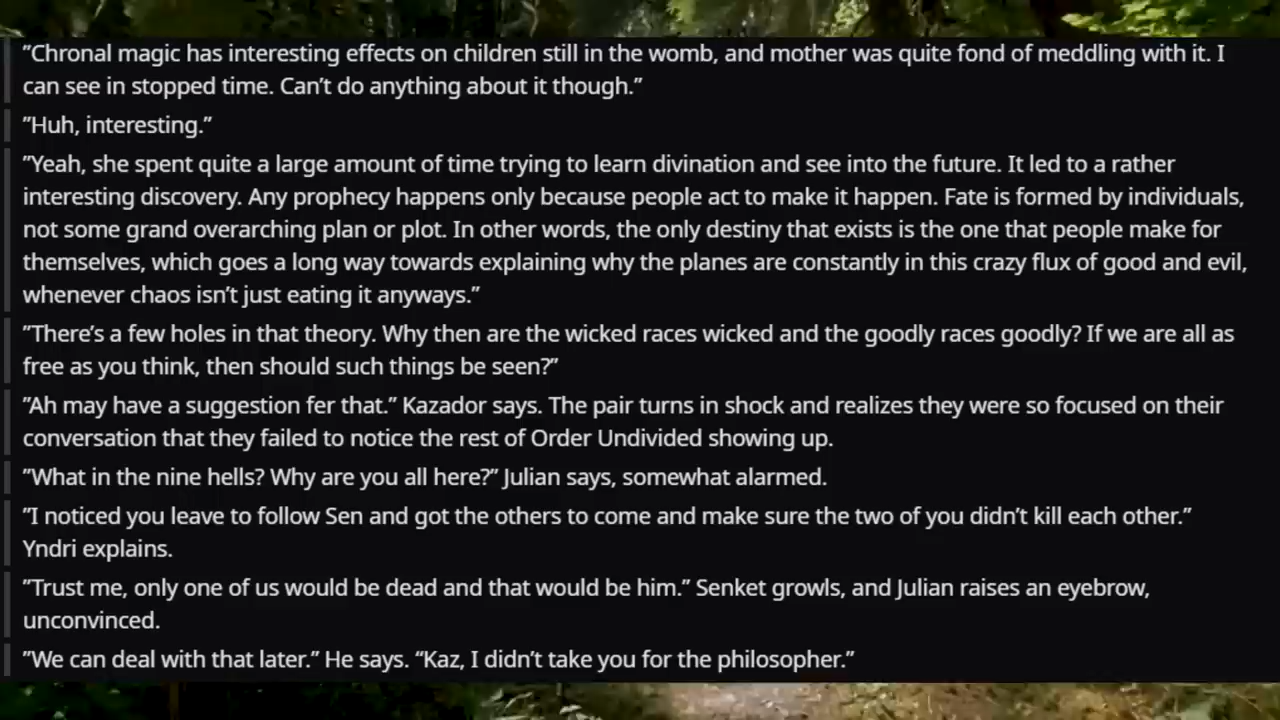 ”Chronal magic has interesting effects on children still in the womb, and mother was quite fond of meddling with it. I
can see in stopped time. Can’t do anything about it though.”
”Huh, interesting.”
”Yeah, she spent quite a large amount of time trying to learn divination and see into the future. It led to a rather
interesting discovery. Any prophecy happens only because people act to make it happen. Fate is formed by individuals,
not some grand overarching plan or plot. In other words, the only destiny that exists is the one that people make for
themselves, which goes a long way towards explaining why the planes are constantly in this crazy flux of good and evil,
whenever chaos isn’t just eating it anyways.”
”There’s a few holes in that theory. Why then are the wicked races wicked and the goodly races goodly? If we are all as
free as you think, then should such things be seen?”
”Ah may have a suggestion fer that.” Kazador says. The pair turns in shock and realizes they were so focused on their
conversation that they failed to notice the rest of Order Undivided showing up.
”What in the nine hells? Why are you all here?” Julian says, somewhat alarmed.
”I noticed you leave to follow Sen and got the others to come and make sure the two of you didn’t kill each other.”
Yndri explains.
”Trust me, only one of us would be dead and that would be him.” Senket growls, and Julian raises an eyebrow,
unconvinced.
”We can deal with that later.” He says. “Kaz, I didn’t take you for the philosopher.”